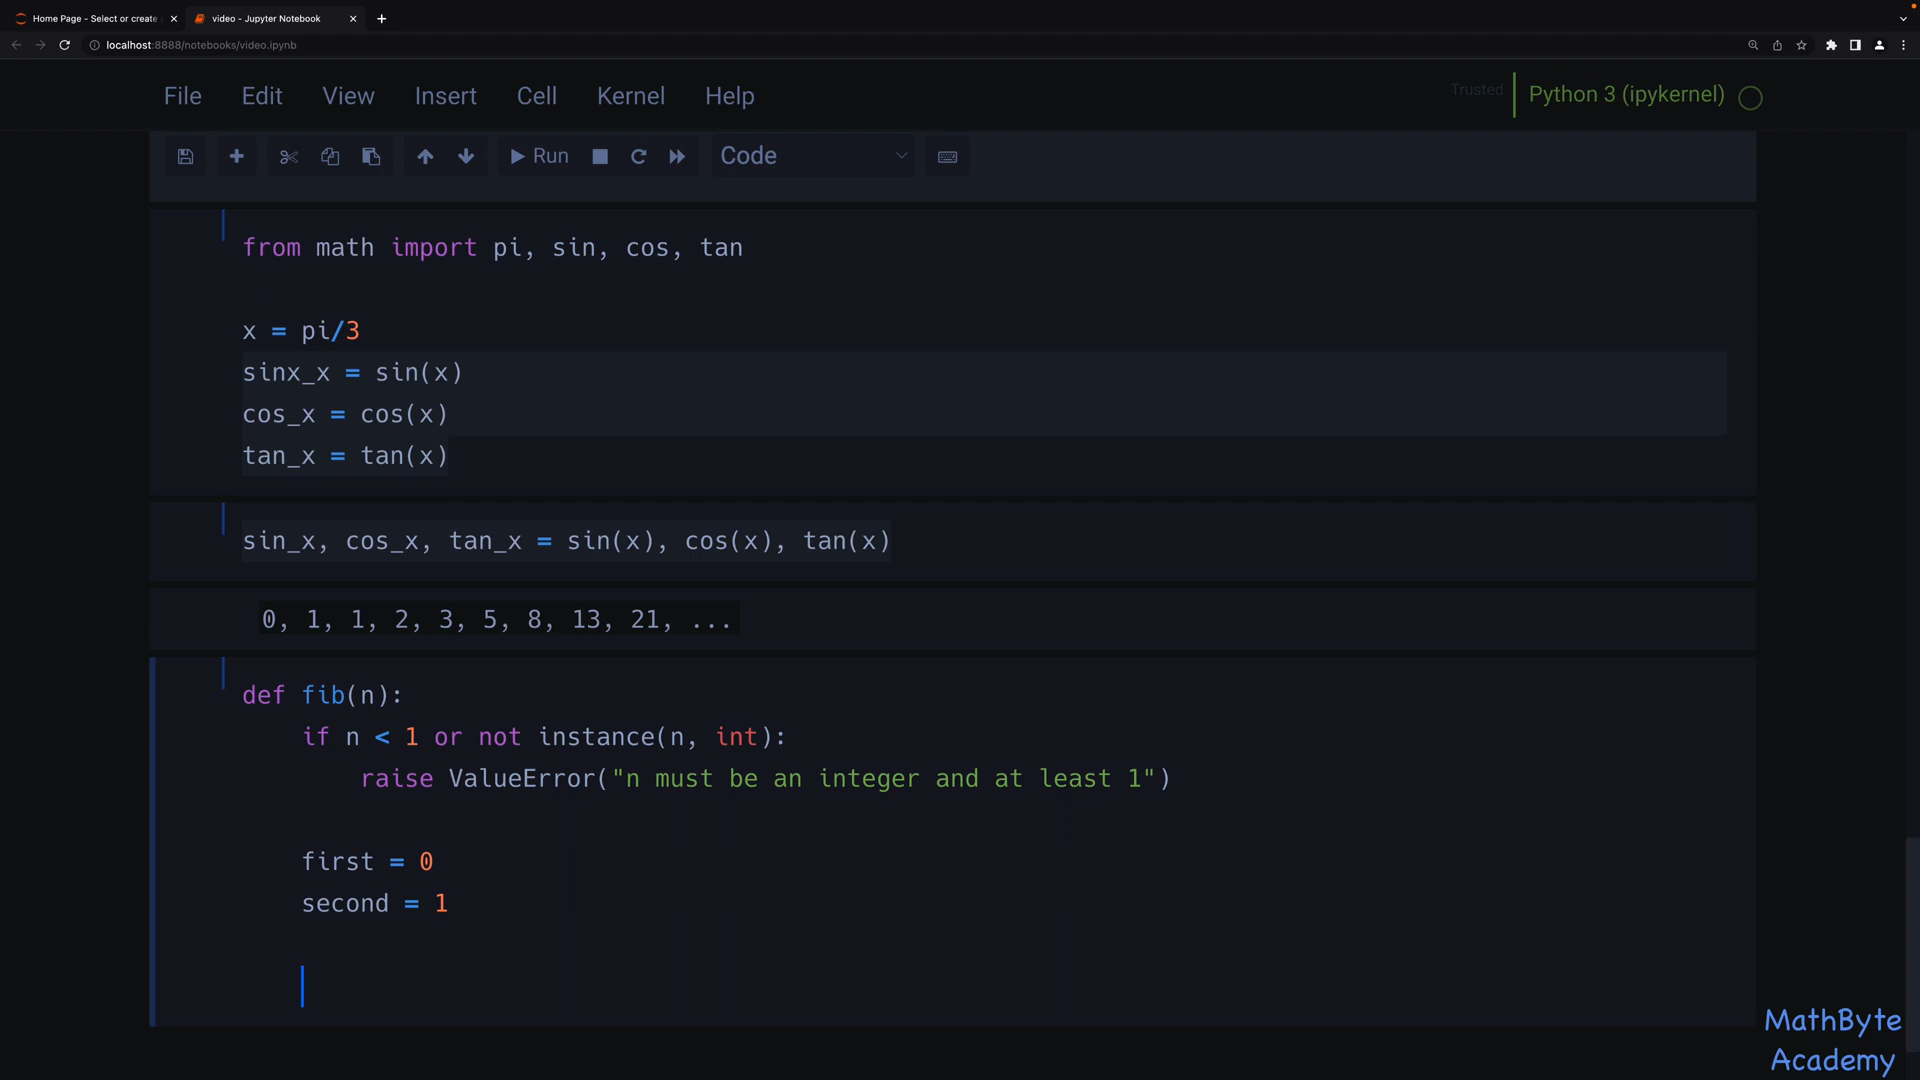 Home Page - Select or create
video - Jupyter Notebook
localhost:8888/notebooks/video.ipynb
File Edit View Insert Cell Kernel Help
Trusted
Python 3 (ipykernel)
Run
Code
from math import pi, sin, cos, tan
x = pi/3
sinx_x = sin(x)
cos_x = cos(x)
tan_x = tan(x)
sin_x, cos_x, tan_x = sin(x), cos(x), tan(x)
0, 1, 1, 2, 3, 5, 8, 13, 21, ...
def fib(n):
    if n < 1 or not instance(n, int):
        raise ValueError("n must be an integer and at least 1")
    first = 0
    second = 1
MathByte
Academy